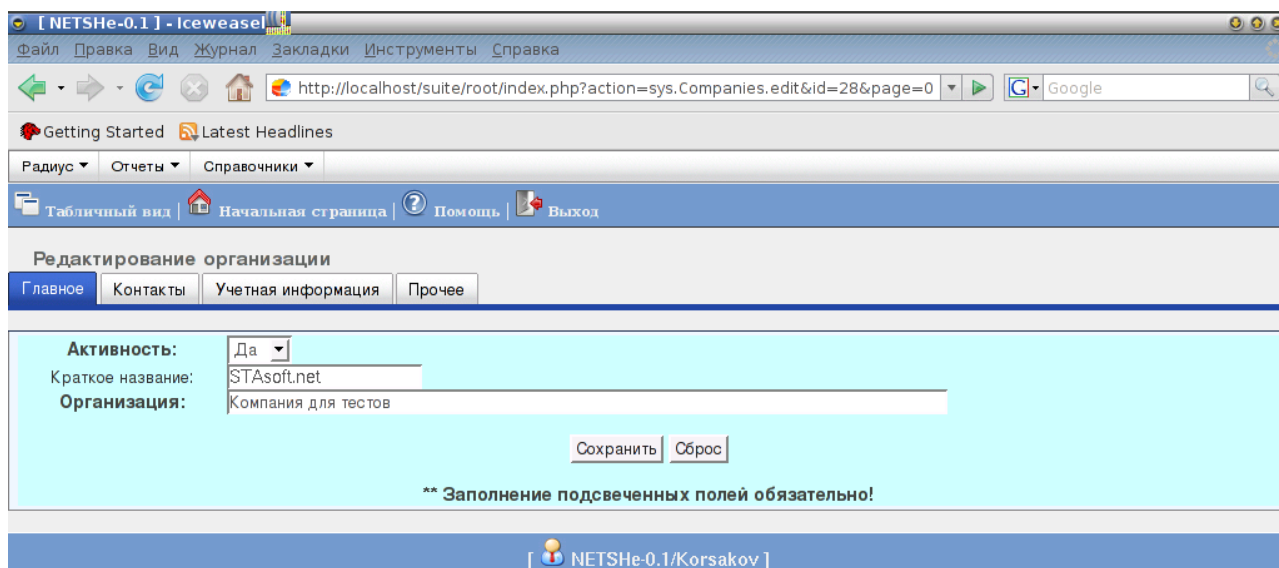 [ NETSHe-0.1 ] - Iceweasel
Файл Правка Вид Журнал Закладки Инструменты Справка
http://localhost/suite/root/index.php?action=sys.Companies.edit&id=28&page=0 G Google
Getting Started Latest Headlines
Радиус Отчеты Справочники
Табличный вид | Начальная страница | Помощь | Выход
Редактирование организации
Главное Контакты Учетная информация Прочее
Активность: Да
Краткое название: STAsoft.net
Организация: Компания для тестов
Сохранить Сброс
** Заполнение подсвеченных полей обязательно!
[ NETSHe-0.1/Korsakov ]